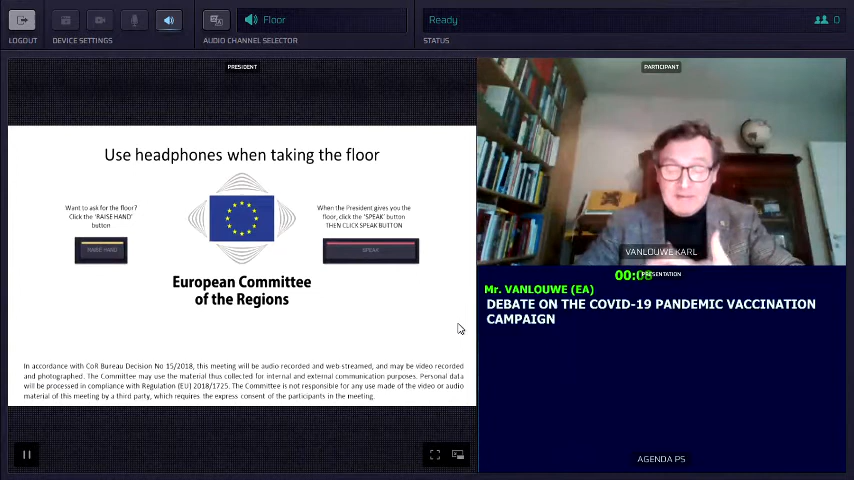 Floor
Ready
0
LOGOUT
DEVICE SETTINGS
AUDIO CHANNEL SELECTOR
STATUS
PRESIDENT
PARTICIPANT
Use headphones when taking the floor
Want to ask for the floor?
Click the 'RAISE HAND'
button
RAISE HAND
When the President gives you the
floor, click the 'SPEAK' button
THEN CLICK SPEAK BUTTON
SPEAK
European Committee
of the Regions
In accordance with CoR Bureau Decision No 15/2018, this meeting will be audio recorded and web-streamed, and may be video recorded
and photographed. The Committee may use the material thus collected for internal and external communication purposes. Personal data
will be processed in compliance with Regulation (EU) 2018/1725. The Committee is not responsible for any use made of the video or audio
material of this meeting by a third party, which requires the express consent of the participants in the meeting.
VANLOUWE KARL
PRESENTATION
Mr. VANLOUWE (EA)
DEBATE ON THE COVID-19 PANDEMIC VACCINATION
CAMPAIGN
AGENDA PS